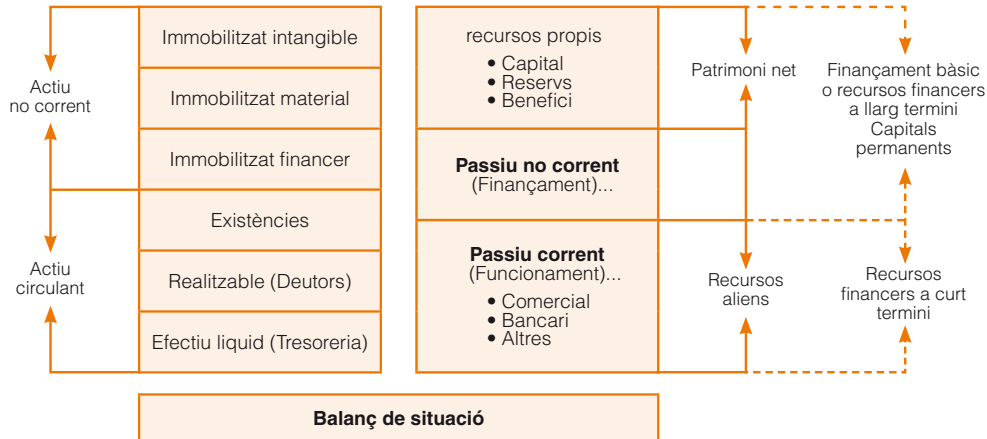 Actiu
no corrent
Actiu
circulant
Immobilitzat intangible
Immobilitzat material
Immobilitzat financer
Existències
Realitzable (Deutors)
Efectiu liquid (Tresoreria)
recursos propis
• Capital
• Reservs
• Benefici
Passiu no corrent
(Finançament)...
Passiu corrent
(Funcionament)...
• Comercial
• Bancari
• Altres
Patrimoni net
Recursos
aliens
Finançament bàsic
o recursos financers
a llarg termini
Capitals
permanents
Recursos
financers a curt
termini
Balanç de situació